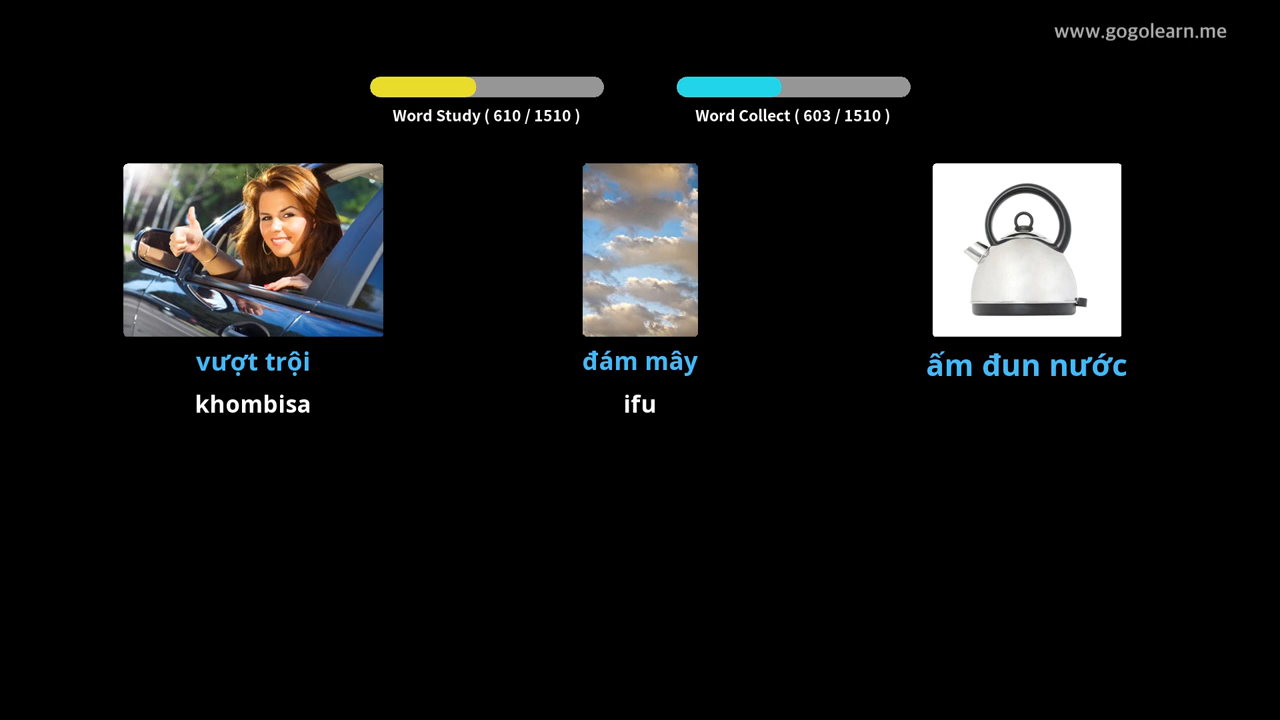 www.gogolearn.me
Word Study ( 610 / 1510 )
Word Collect ( 603 / 1510 )
vượt trội
khombisa
đám mây
ifu
ấm đun nước